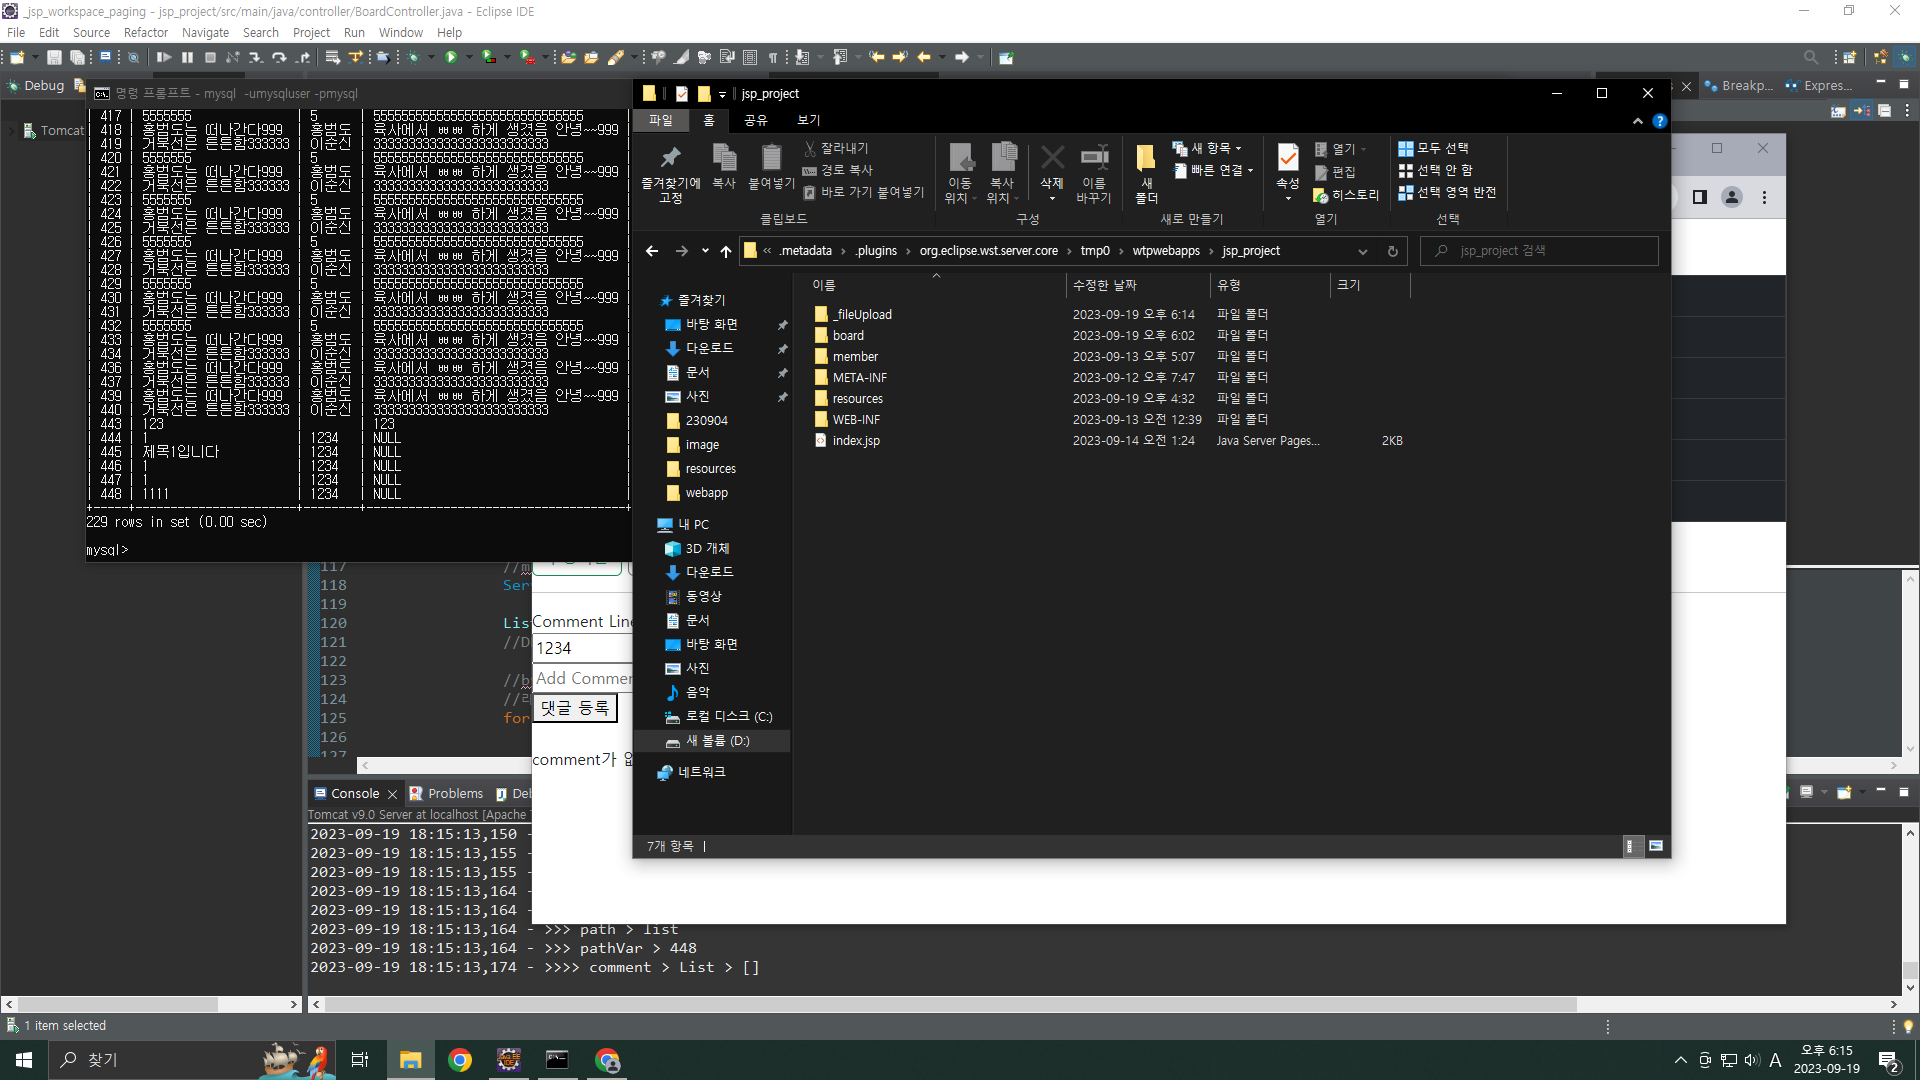 _jsp_workspace_paging - jsp_project/src/main/java/controller/BoardController.java - Eclipse IDE
File Edit Source Refactor Navigate Search Project Run Window Help
Debug
Breakp...
Expres...
Tomcat
명령 프롬프트 - mysql -umysqluser -pmysql
| 417 | 5555555 | 5 | 5555555555555555555555555555555 |
| 418 | 홍범도는 떠나간다999 | 홍범도 | 육사에서 ㅠㅠ 하게 생겼음 안녕~~999 |
| 419 | 거북선은 튼튼함333333 | 이순신 | 33333333333333333333333333 |
| 420 | 5555555 | 5 | 5555555555555555555555555555555 |
| 421 | 홍범도는 떠나간다999 | 홍범도 | 육사에서 ㅠㅠ 하게 생겼음 안녕~~999 |
| 422 | 거북선은 튼튼함333333 | 이순신 | 33333333333333333333333333 |
| 423 | 5555555 | 5 | 5555555555555555555555555555555 |
| 424 | 홍범도는 떠나간다999 | 홍범도 | 육사에서 ㅠㅠ 하게 생겼음 안녕~~999 |
| 425 | 거북선은 튼튼함333333 | 이순신 | 33333333333333333333333333 |
| 426 | 5555555 | 5 | 5555555555555555555555555555555 |
| 427 | 홍범도는 떠나간다999 | 홍범도 | 육사에서 ㅠㅠ 하게 생겼음 안녕~~999 |
| 428 | 거북선은 튼튼함333333 | 이순신 | 33333333333333333333333333 |
| 429 | 5555555 | 5 | 5555555555555555555555555555555 |
| 430 | 홍범도는 떠나간다999 | 홍범도 | 육사에서 ㅠㅠ 하게 생겼음 안녕~~999 |
| 431 | 거북선은 튼튼함333333 | 이순신 | 33333333333333333333333333 |
| 432 | 5555555 | 5 | 5555555555555555555555555555555 |
| 433 | 홍범도는 떠나간다999 | 홍범도 | 육사에서 ㅠㅠ 하게 생겼음 안녕~~999 |
| 434 | 거북선은 튼튼함333333 | 이순신 | 33333333333333333333333333 |
| 436 | 홍범도는 떠나간다999 | 홍범도 | 육사에서 ㅠㅠ 하게 생겼음 안녕~~999 |
| 437 | 거북선은 튼튼함333333 | 이순신 | 33333333333333333333333333 |
| 439 | 홍범도는 떠나간다999 | 홍범도 | 육사에서 ㅠㅠ 하게 생겼음 안녕~~999 |
| 440 | 거북선은 튼튼함333333 | 이순신 | 33333333333333333333333333 |
| 443 | 123 | | 123 |
| 444 | 1 | 1234 | NULL |
| 445 | 제목1입니다 | 1234 | NULL |
| 446 | 1 | 1234 | NULL |
| 447 | 1 | 1234 | NULL |
| 448 | 1111 | 1234 | NULL |
229 rows in set (0.00 sec)
mysql>
jsp_project
파일 홈 공유 보기
즐겨찾기에 고정
복사
붙여넣기
잘라내기
경로 복사
바로 가기 붙여넣기
클립보드
이동 위치
복사 위치
삭제
이름 바꾸기
구성
새 폴더
새 항목
빠른 연결
새로 만들기
속성
열기
편집
히스토리
열기
모두 선택
선택 안 함
선택 영역 반전
선택
« .metadata › .plugins › org.eclipse.wst.server.core › tmp0 › wtpwebapps › jsp_project
jsp_project 검색
즐겨찾기
바탕 화면
다운로드
문서
사진
230904
image
resources
webapp
내 PC
3D 개체
다운로드
동영상
문서
바탕 화면
사진
음악
로컬 디스크 (C:)
새 볼륨 (D:)
네트워크
이름 수정한 날짜 유형 크기
_fileUpload 2023-09-19 오후 6:14 파일 폴더
board 2023-09-19 오후 6:02 파일 폴더
member 2023-09-13 오후 5:07 파일 폴더
META-INF 2023-09-12 오후 7:47 파일 폴더
resources 2023-09-19 오후 4:32 파일 폴더
WEB-INF 2023-09-13 오전 12:39 파일 폴더
index.jsp 2023-09-14 오전 1:24 Java Server Pages... 2KB
7개 항목
117 //m
118 Ser
119
120 Lis
121 //D
122
123 //b
124
125 for
126
127
Comment Line
1234
Add Commen
댓글 등록
comment가
Console Problems De
Tomcat v9.0 Server at localhost [Apache
2023-09-19 18:15:13,150 -
2023-09-19 18:15:13,155 -
2023-09-19 18:15:13,155 -
2023-09-19 18:15:13,164 -
2023-09-19 18:15:13,164 -
2023-09-19 18:15:13,164 - >>> path > list
2023-09-19 18:15:13,164 - >>> pathVar > 448
2023-09-19 18:15:13,174 - >>>> comment > List > []
1 item selected
찾기
A
오후 6:15
2023-09-19
2